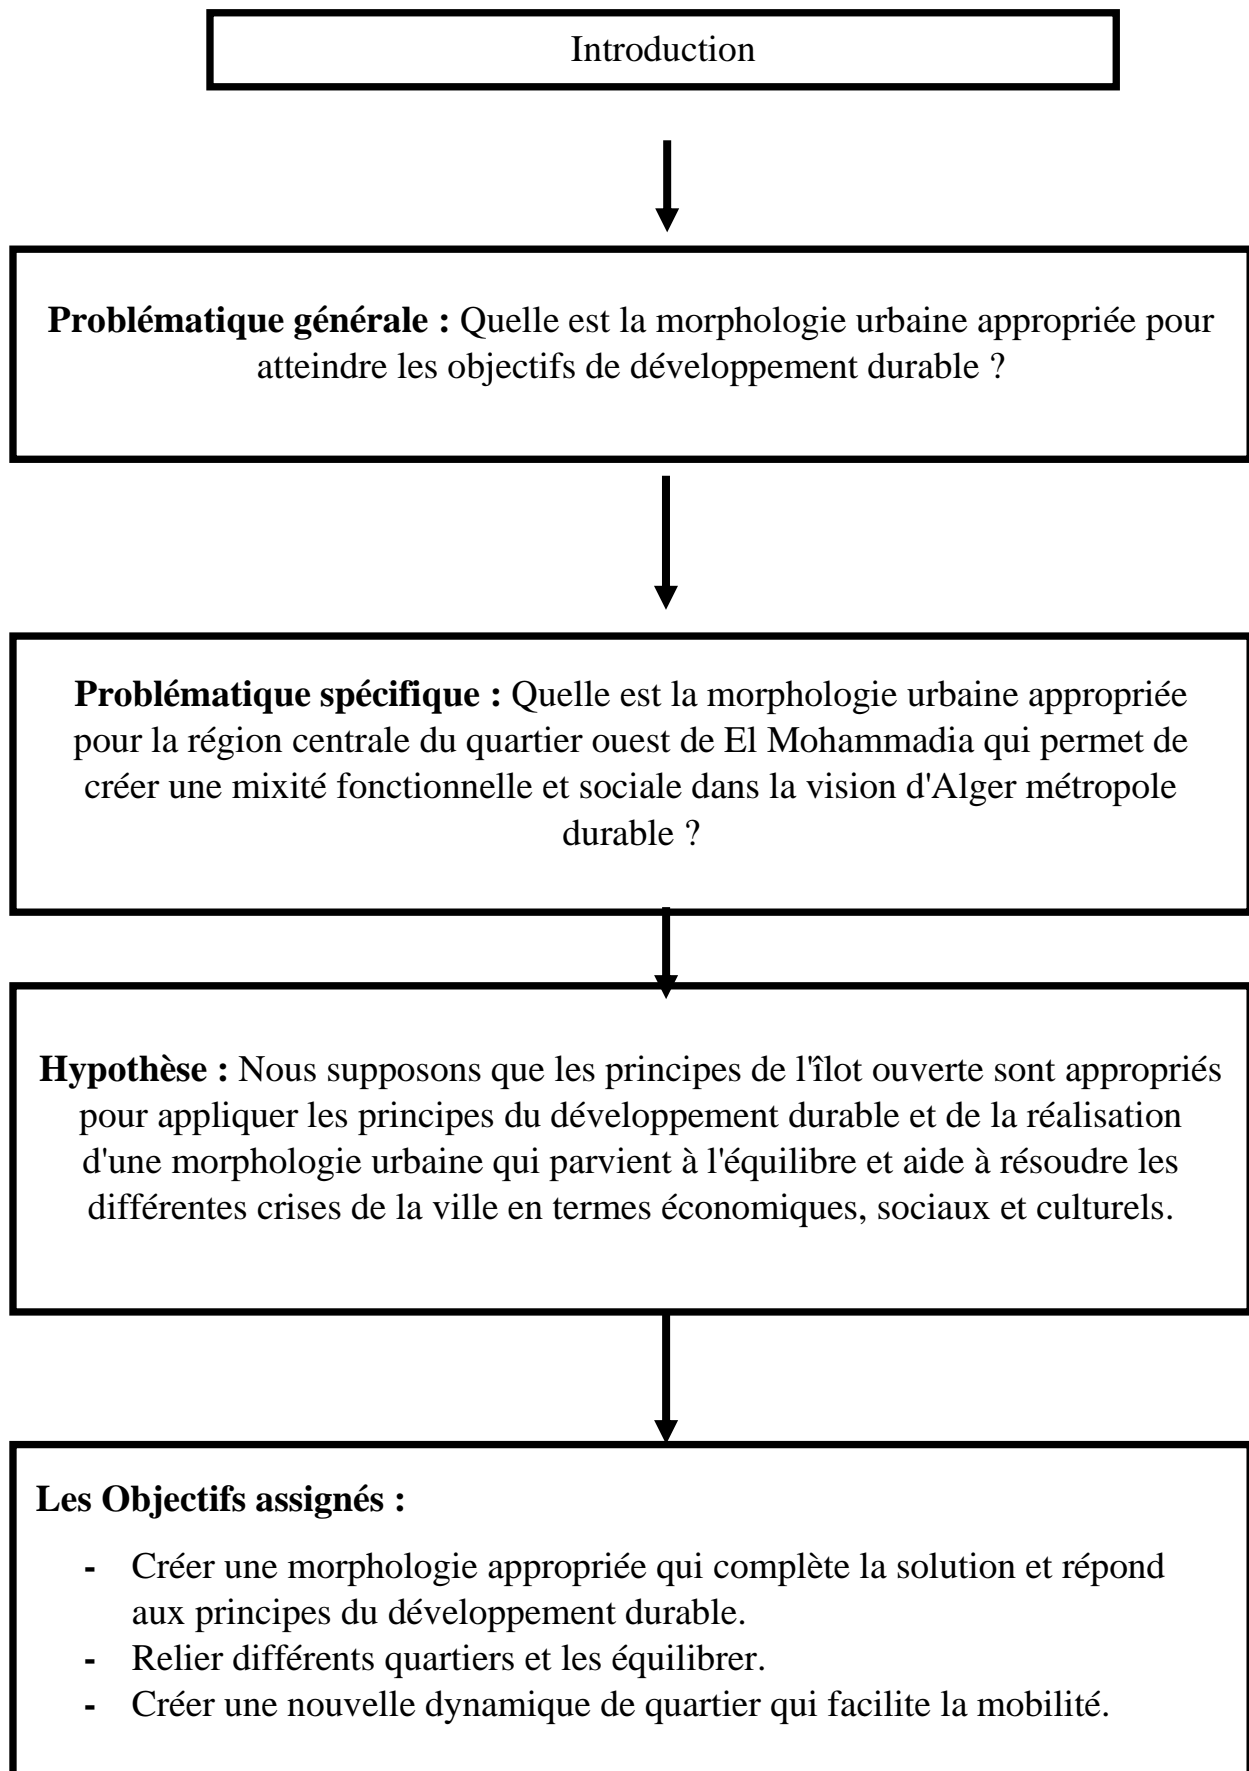 Introduction
Problématique générale : Quelle est la morphologie urbaine appropriée pour
atteindre les objectifs de développement durable ?
Problématique spécifique : Quelle est la morphologie urbaine appropriée
pour la région centrale du quartier ouest de El Mohammadia qui permet de
créer une mixité fonctionnelle et sociale dans la vision d'Alger métropole
durable ?
Hypothèse : Nous supposons que les principes de l'îlot ouverte sont appropriés
pour appliquer les principes du développement durable et de la réalisation
d'une morphologie urbaine qui parvient à l'équilibre et aide à résoudre les
différentes crises de la ville en termes économiques, sociaux et culturels.
Les Objectifs assignés :
- Créer une morphologie appropriée qui complète la solution et répond
aux principes du développement durable.
- Relier différents quartiers et les équilibrer.
- Créer une nouvelle dynamique de quartier qui facilite la mobilité.